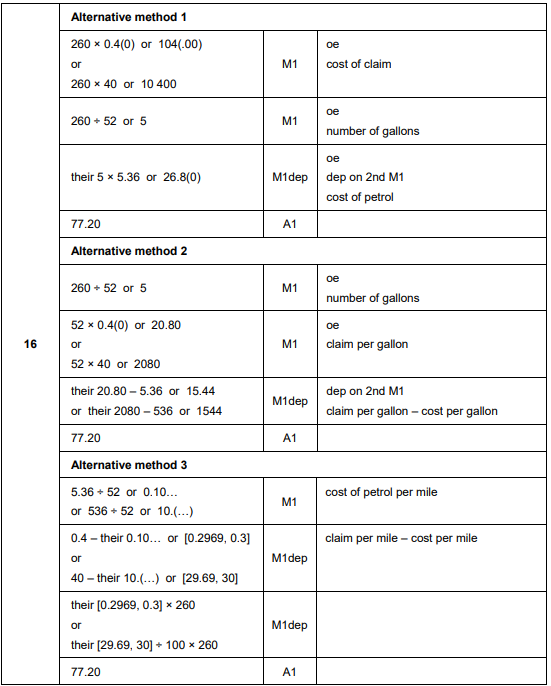 Alternative method 1
260 × 0.4(0) or 104(.00)
or
260 × 40 or 10 400
M1
oe
cost of claim
260 ÷ 52 or 5
M1
oe
number of gallons
their 5 × 5.36 or 26.8(0)
M1dep
oe
dep on 2nd M1
cost of petrol
77.20
A1
Alternative method 2
260 ÷ 52 or 5
M1
oe
number of gallons
16
52 × 0.4(0) or 20.80
or
52 × 40 or 2080
M1
oe
claim per gallon
their 20.80 – 5.36 or 15.44
or their 2080 – 536 or 1544
M1dep
dep on 2nd M1
claim per gallon – cost per gallon
77.20
A1
Alternative method 3
5.36 ÷ 52 or 0.10…
or 536 ÷ 52 or 10.(…)
M1
cost of petrol per mile
0.4 – their 0.10… or [0.2969, 0.3]
or
40 – their 10.(…) or [29.69, 30]
M1dep
claim per mile – cost per mile
their [0.2969, 0.3] × 260
or
their [29.69, 30] ÷ 100 × 260
M1dep
77.20
A1